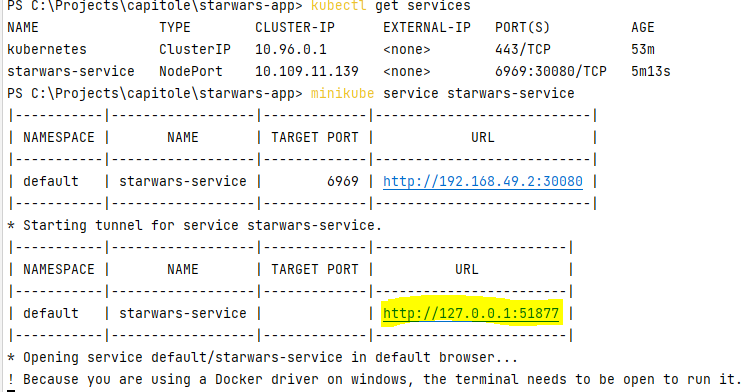 PS C:\Projects\capitole\starwars-app> kubectl get services
NAME               TYPE        CLUSTER-IP      EXTERNAL-IP   PORT(S)          AGE
kubernetes         ClusterIP   10.96.0.1       <none>        443/TCP          53m
starwars-service   NodePort    10.109.11.139   <none>        6969:30080/TCP   5m13s
PS C:\Projects\capitole\starwars-app> minikube service starwars-service
|-----------|------------------|-------------|---------------------------|
| NAMESPACE |       NAME       | TARGET PORT |            URL            |
|-----------|------------------|-------------|---------------------------|
| default   | starwars-service |        6969 | http://192.168.49.2:30080 |
|-----------|------------------|-------------|---------------------------|
* Starting tunnel for service starwars-service.
|-----------|------------------|-------------|------------------------|
| NAMESPACE |       NAME       | TARGET PORT |          URL           |
|-----------|------------------|-------------|------------------------|
| default   | starwars-service |             | http://127.0.0.1:51877 |
|-----------|------------------|-------------|------------------------|
* Opening service default/starwars-service in default browser...
! Because you are using a Docker driver on windows, the terminal needs to be open to run it.